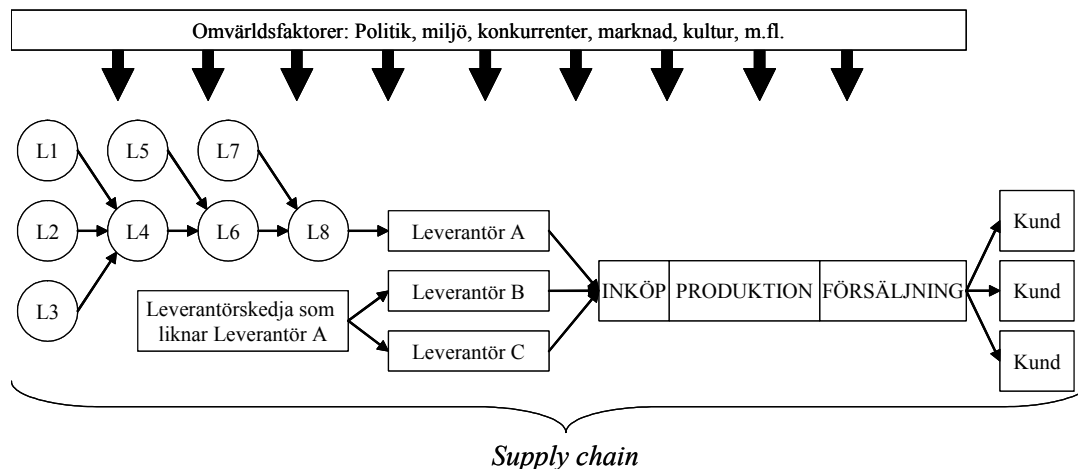 Omvärldsfaktorer: Politik, miljö, konkurrenter, marknad, kultur, m.fl.
L1
L5
L7
L2
L4
L6
L8
Leverantör A
Kund
L3
Leverantörskedja som
liknar Leverantör A
Leverantör B
Leverantör C
INKÖP
PRODUKTION
FÖRSÄLJNING
Kund
Kund
Supply chain